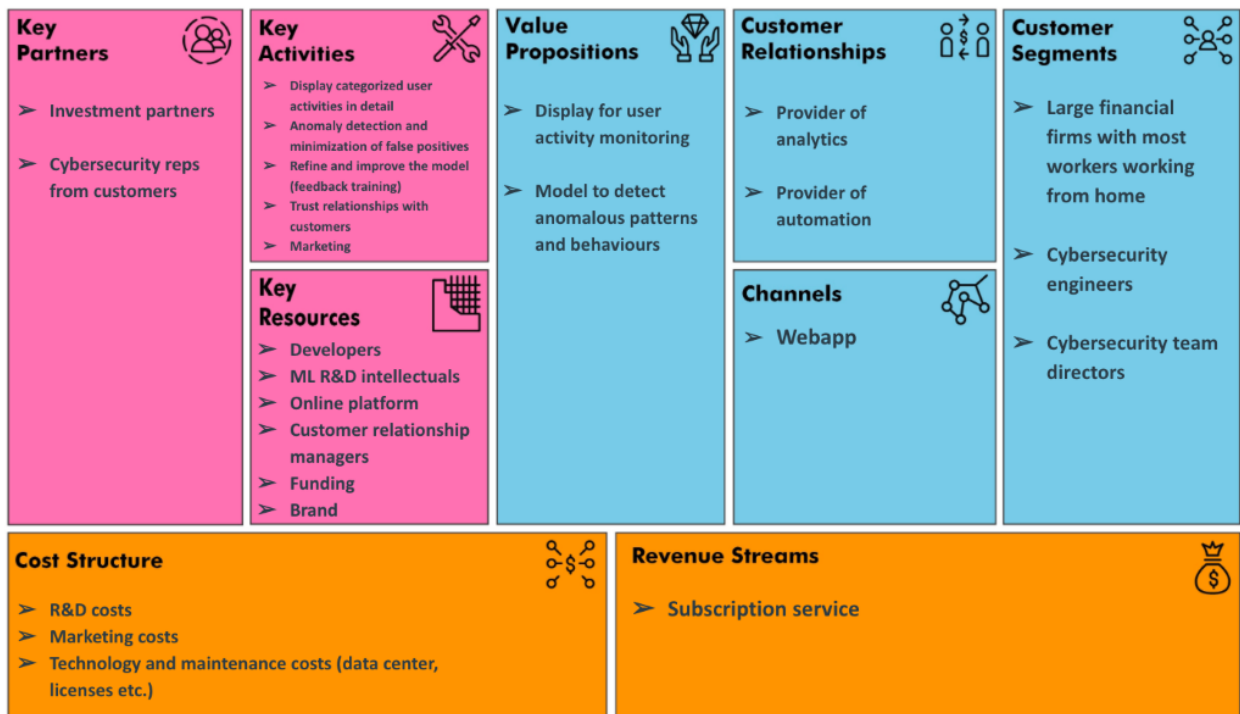 Key
Partners
➢ Investment partners
➢ Cybersecurity reps
from customers
Key
Activities
➢ Display categorized user
activities in detail
➢ Anomaly detection and
minimization of false positives
➢ Refine and improve the model
(feedback training)
➢ Trust relationships with
customers
➢ Marketing
Key
Resources
➢ Developers
➢ ML R&D intellectuals
➢ Online platform
➢ Customer relationship
managers
➢ Funding
➢ Brand
Value
Propositions
➢ Display for user
activity monitoring
➢ Model to detect
anomalous patterns
and behaviours
Customer
Relationships
➢ Provider of
analytics
➢ Provider of
automation
Channels
➢ Webapp
Customer
Segments
➢ Large financial
firms with most
workers working
from home
➢ Cybersecurity
engineers
➢ Cybersecurity team
directors
Cost Structure
➢ R&D costs
➢ Marketing costs
➢ Technology and maintenance costs (data center,
licenses etc.)
Revenue Streams
➢ Subscription service